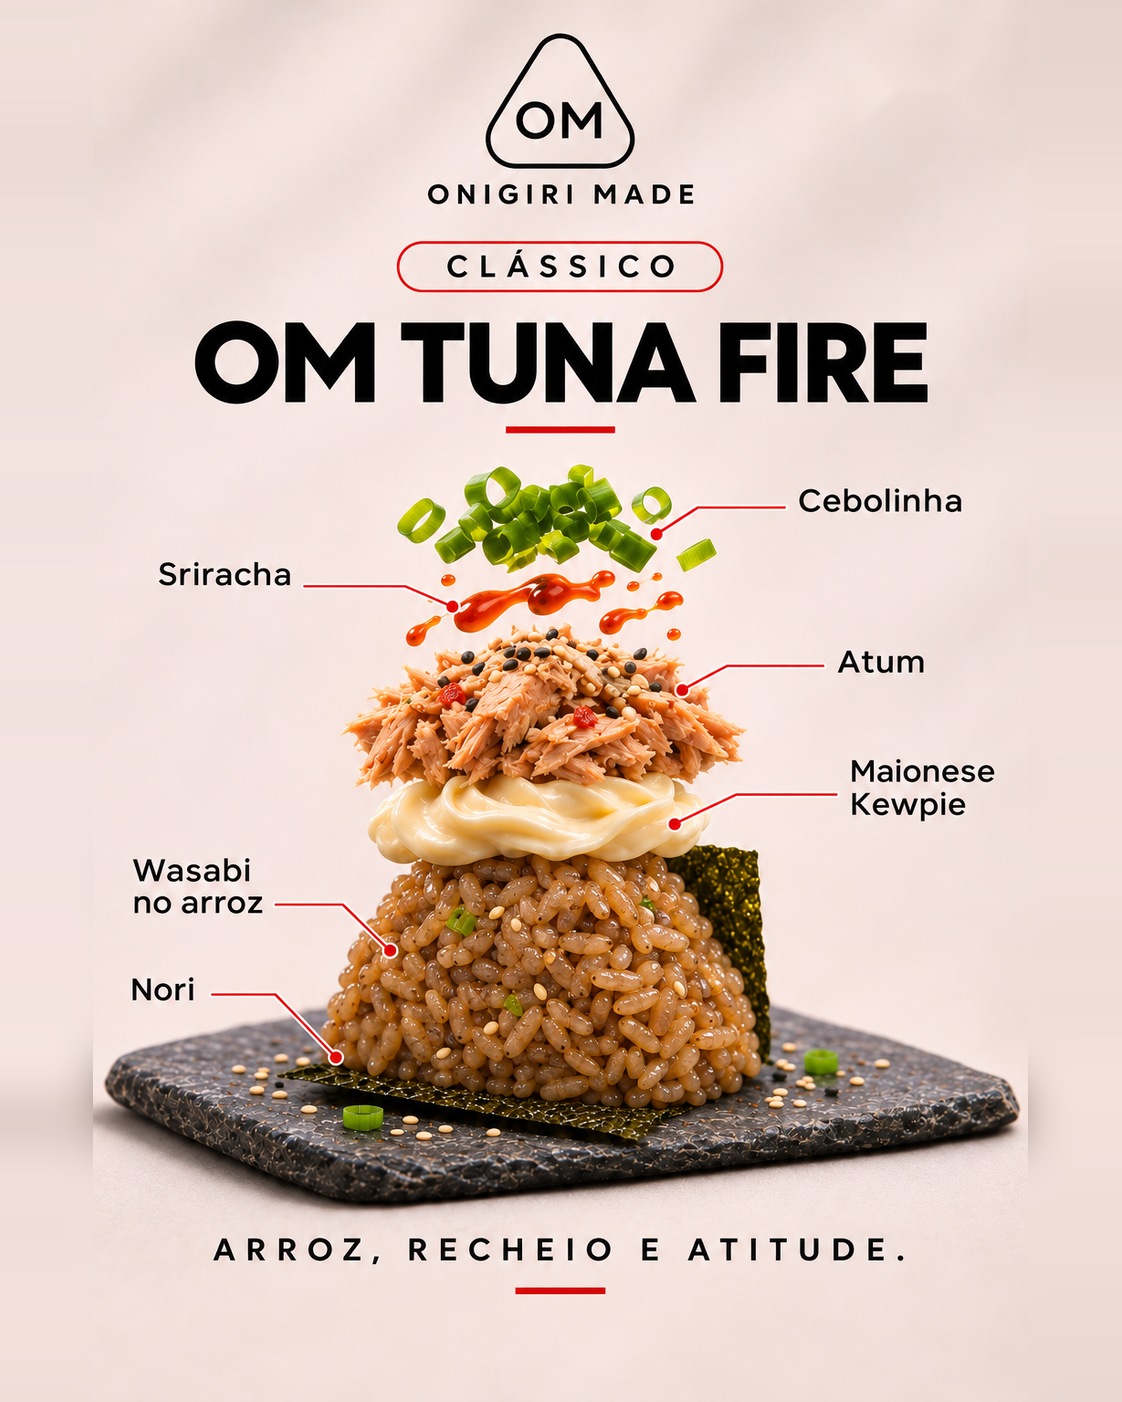 OM
ONIGIRI MADE
CLÁSSICO
OM TUNA FIRE
Cebolinha
Sriracha
Atum
Maionese
Kewpie
Wasabi
no arroz
Nori
ARROZ, RECHEIO E ATITUDE.